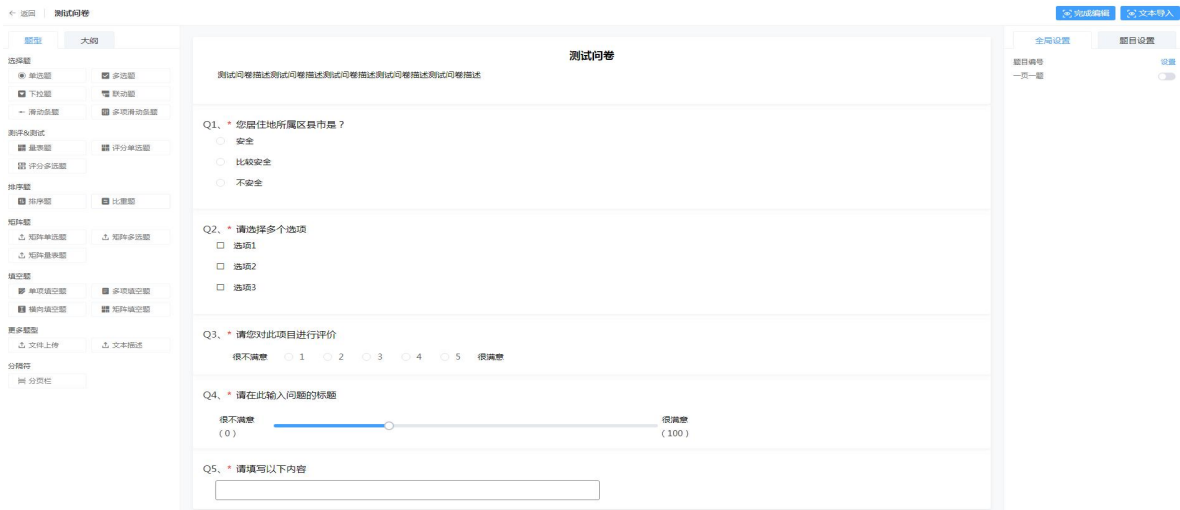 返回 测试问卷
完成编辑 文本导入
题型 大纲
选择题
单选题 多选题
下拉题 联动题
滑动条题 多项滑动条题
测评&测试
量表题 评分单选题
评分多选题
排序题
排序题 比重题
矩阵题
矩阵单选题 矩阵多选题
矩阵量表题
填空题
单项填空题 多项填空题
横向填空题 矩阵填空题
更多题型
文件上传 文本描述
分隔符
分页栏
测试问卷
测试问卷描述测试问卷描述测试问卷描述测试问卷描述测试问卷描述
Q1、* 您居住地所属区县市是？
安全
比较安全
不安全
Q2、* 请选择多个选项
选项1
选项2
选项3
Q3、* 请您对此项目进行评价
很不满意 1 2 3 4 5 很满意
Q4、* 请在此输入问题的标题
很不满意 很满意
(0) (100)
Q5、* 请填写以下内容
全局设置 题目设置
题目编号 设置
一页一题